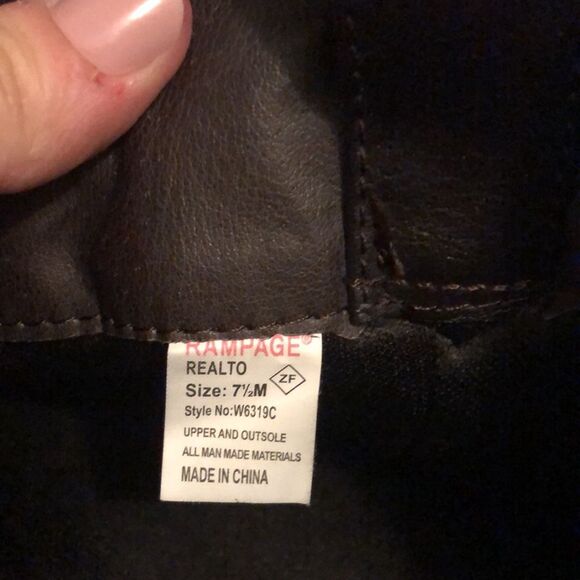 RAMPAGE®
REALTO
ZF
Size: 7½M
Style No:W6319C
UPPER AND OUTSOLE
ALL MAN MADE MATERIALS
MADE IN CHINA